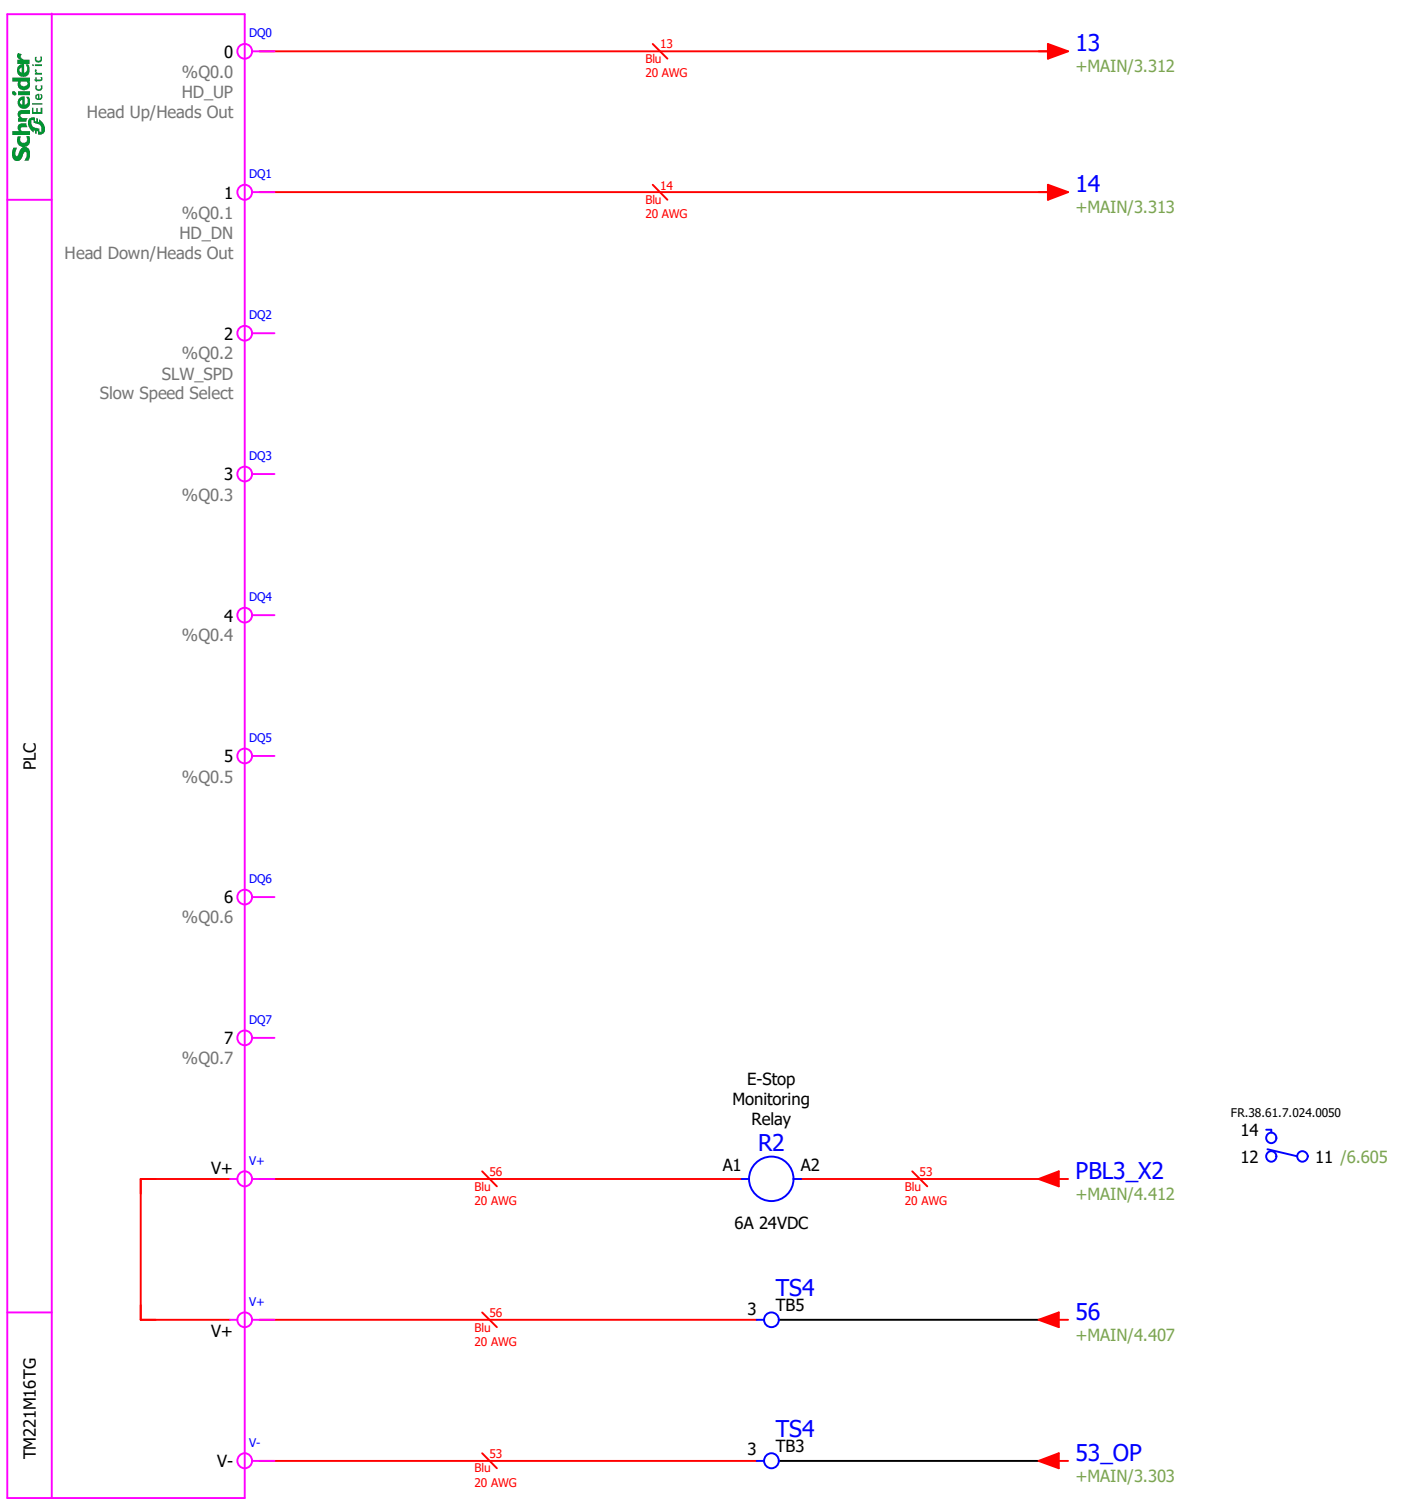 Schneider
Electric
PLC
TM221M16TG
DQ0
0
%Q0.0
HD_UP
Head Up/Heads Out
13
Blu
20 AWG
13
+MAIN/3.312
DQ1
1
%Q0.1
HD_DN
Head Down/Heads Out
14
Blu
20 AWG
14
+MAIN/3.313
DQ2
2
%Q0.2
SLW_SPD
Slow Speed Select
DQ3
3
%Q0.3
DQ4
4
%Q0.4
DQ5
5
%Q0.5
DQ6
6
%Q0.6
DQ7
7
%Q0.7
V+
V+
56
Blu
20 AWG
E-Stop
Monitoring
Relay
R2
A1
A2
6A 24VDC
53
Blu
20 AWG
PBL3_X2
+MAIN/4.412
FR.38.61.7.024.0050
14
12
11 /6.605
V+
V+
56
Blu
20 AWG
TS4
3
TB5
56
+MAIN/4.407
V-
V-
53
Blu
20 AWG
TS4
3
TB3
53_OP
+MAIN/3.303